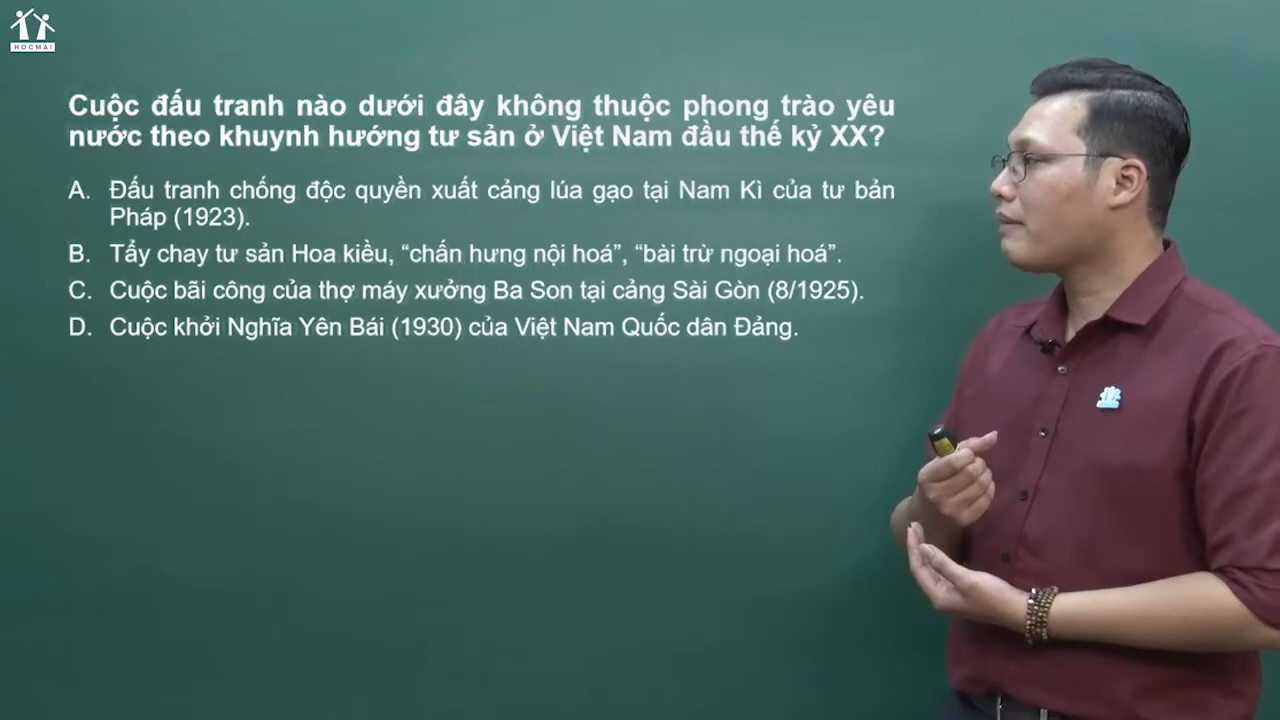 HOCMAI
Cuộc đấu tranh nào dưới đây không thuộc phong trào yêu
nước theo khuynh hướng tư sản ở Việt Nam đầu thế kỷ XX?
A. Đấu tranh chống độc quyền xuất cảng lúa gạo tại Nam Kì của tư bản
Pháp (1923).
B. Tẩy chay tư sản Hoa kiều, “chấn hưng nội hoá”, “bài trừ ngoại hoá”.
C. Cuộc bãi công của thợ máy xưởng Ba Son tại cảng Sài Gòn (8/1925).
D. Cuộc khởi Nghĩa Yên Bái (1930) của Việt Nam Quốc dân Đảng.